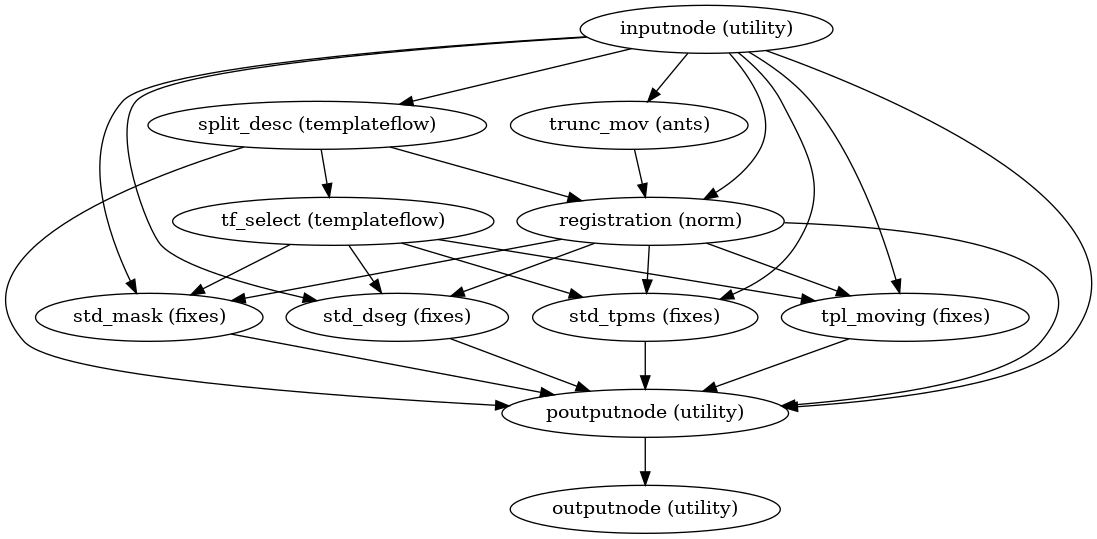 inputnode (utility)
split_desc (templateflow)
trunc_mov (ants)
tf_select (templateflow)
registration (norm)
std_mask (fixes)
std_dseg (fixes)
std_tpms (fixes)
tpl_moving (fixes)
poutputnode (utility)
outputnode (utility)